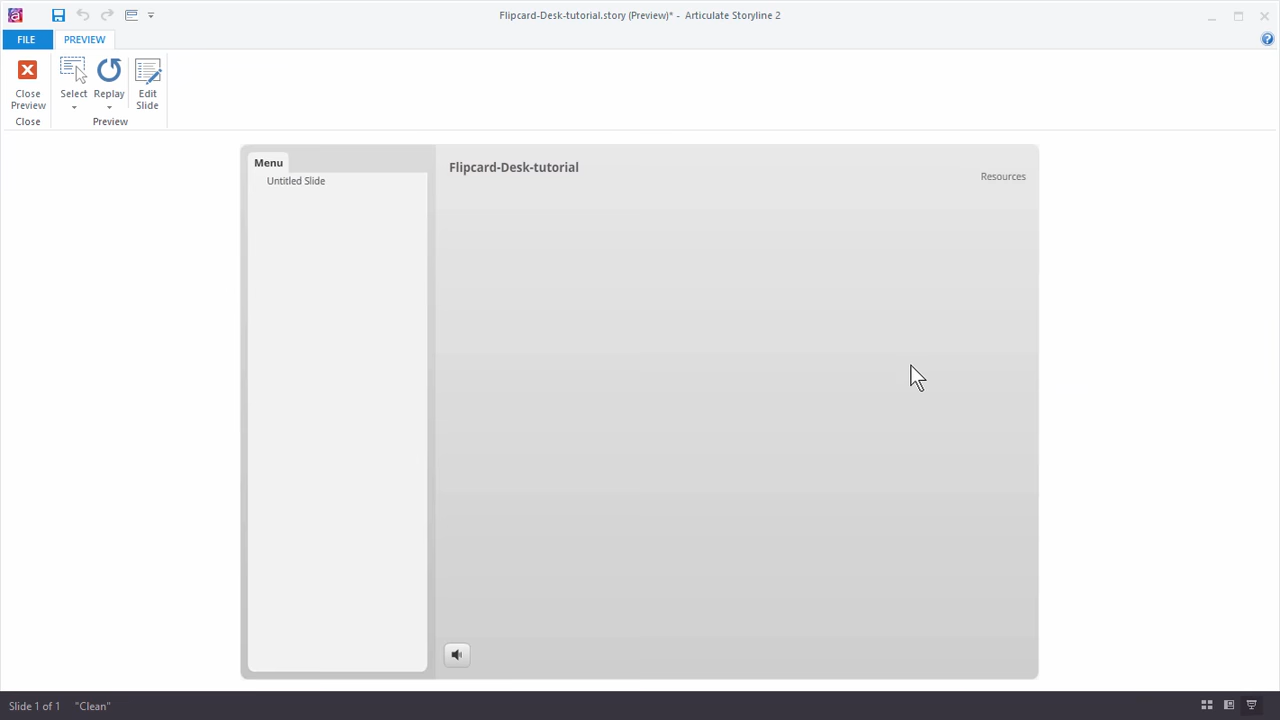 Flipcard-Desk-tutorial.story (Preview)* - Articulate Storyline 2
FILE
PREVIEW
Close Preview
Select
Replay
Edit Slide
Close
Preview
Menu
Untitled Slide
Flipcard-Desk-tutorial
Resources
Slide 1 of 1
"Clean"